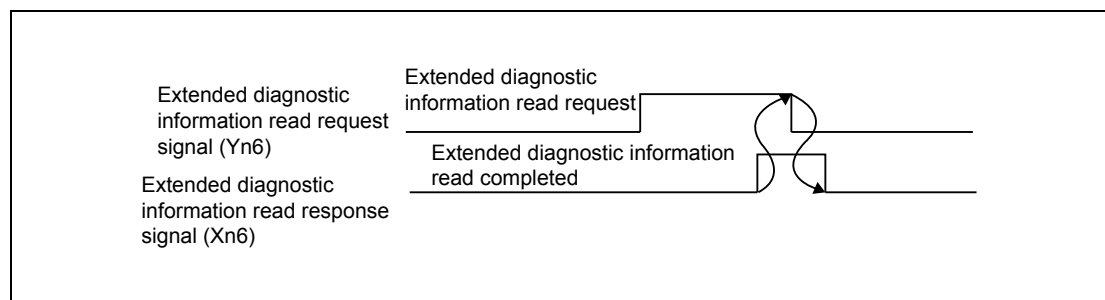 Extended diagnostic
information read request
signal (Yn6)
Extended diagnostic
information read request
Extended diagnostic information
read completed
Extended diagnostic
information read response
signal (Xn6)